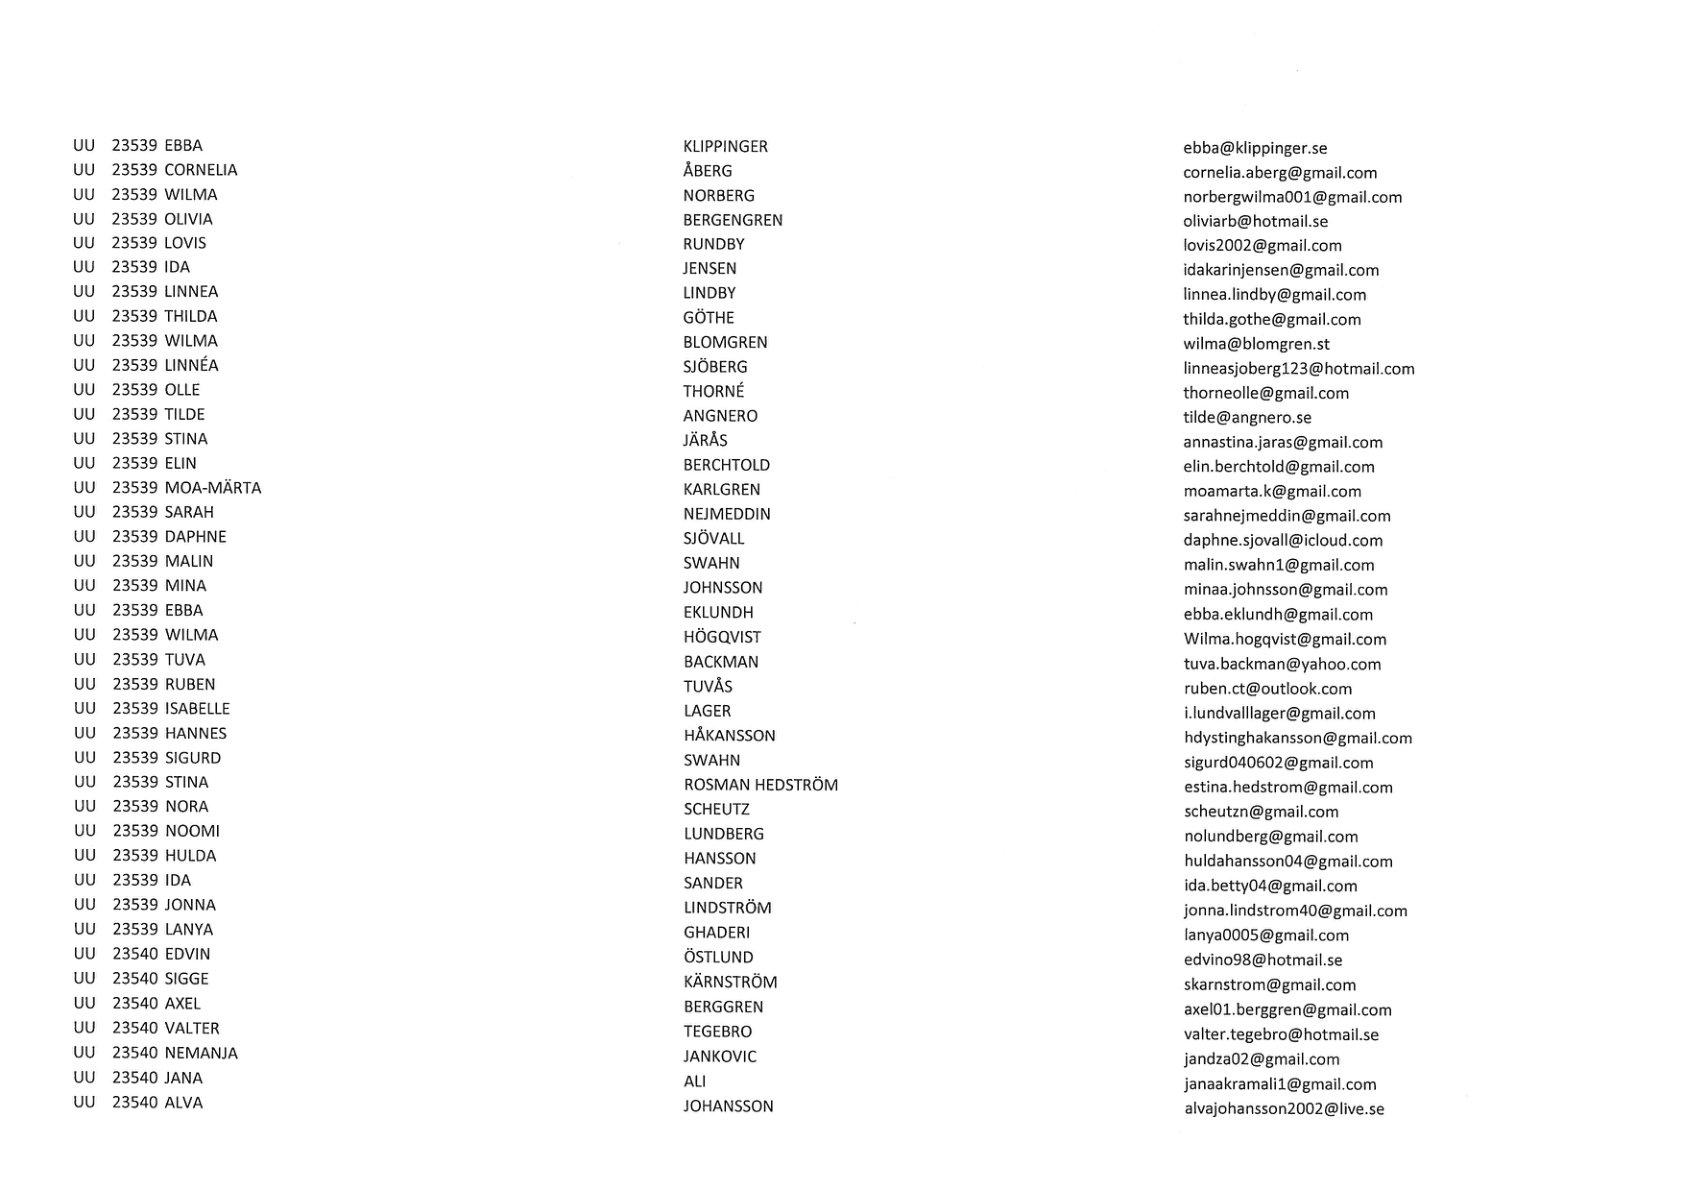 UU 23539 EBBA KLIPPINGER ebba@klippinger.se
UU 23539 CORNELIA ÅBERG cornelia.aberg@gmail.com
UU 23539 WILMA NORBERG norbergwilma001@gmail.com
UU 23539 OLIVIA BERGENGREN oliviarb@hotmail.se
UU 23539 LOVIS RUNDBY lovis2002@gmail.com
UU 23539 IDA JENSEN idakarinjensen@gmail.com
UU 23539 LINNEA LINDBY linnea.lindby@gmail.com
UU 23539 THILDA GÖTHE thilda.gothe@gmail.com
UU 23539 WILMA BLOMGREN wilma@blomgren.st
UU 23539 LINNÉA SJÖBERG linneasjoberg123@hotmail.com
UU 23539 OLLE THORNÉ thorneolle@gmail.com
UU 23539 TILDE ANGNERO tilde@angnero.se
UU 23539 STINA JÄRÅS annastina.jaras@gmail.com
UU 23539 ELIN BERCHTOLD elin.berchtold@gmail.com
UU 23539 MOA-MÄRTA KARLGREN moamarta.k@gmail.com
UU 23539 SARAH NEJMEDDIN sarahnejmeddin@gmail.com
UU 23539 DAPHNE SJÖVALL daphne.sjovall@icloud.com
UU 23539 MALIN SWAHN malin.swahn1@gmail.com
UU 23539 MINA JOHNSSON minaa.johnsson@gmail.com
UU 23539 EBBA EKLUNDH ebba.eklundh@gmail.com
UU 23539 WILMA HÖGQVIST Wilma.hogqvist@gmail.com
UU 23539 TUVA BACKMAN tuva.backman@yahoo.com
UU 23539 RUBEN TUVÅS ruben.ct@outlook.com
UU 23539 ISABELLE LAGER i.lundvalllager@gmail.com
UU 23539 HANNES HÅKANSSON hdystinghakansson@gmail.com
UU 23539 SIGURD SWAHN sigurd040602@gmail.com
UU 23539 STINA ROSMAN HEDSTRÖM estina.hedstrom@gmail.com
UU 23539 NORA SCHEUTZ scheutzn@gmail.com
UU 23539 NOOMI LUNDBERG nolundberg@gmail.com
UU 23539 HULDA HANSSON huldahansson04@gmail.com
UU 23539 IDA SANDER ida.betty04@gmail.com
UU 23539 JONNA LINDSTRÖM jonna.lindstrom40@gmail.com
UU 23539 LANYA GHADERI lanya0005@gmail.com
UU 23540 EDVIN ÖSTLUND edvino98@hotmail.se
UU 23540 SIGGE KÄRNSTRÖM skarnstrom@gmail.com
UU 23540 AXEL BERGGREN axel01.berggren@gmail.com
UU 23540 VALTER TEGEBRO valter.tegebro@hotmail.se
UU 23540 NEMANJA JANKOVIC jandza02@gmail.com
UU 23540 JANA ALI janaakramali1@gmail.com
UU 23540 ALVA JOHANSSON alvajohansson2002@live.se